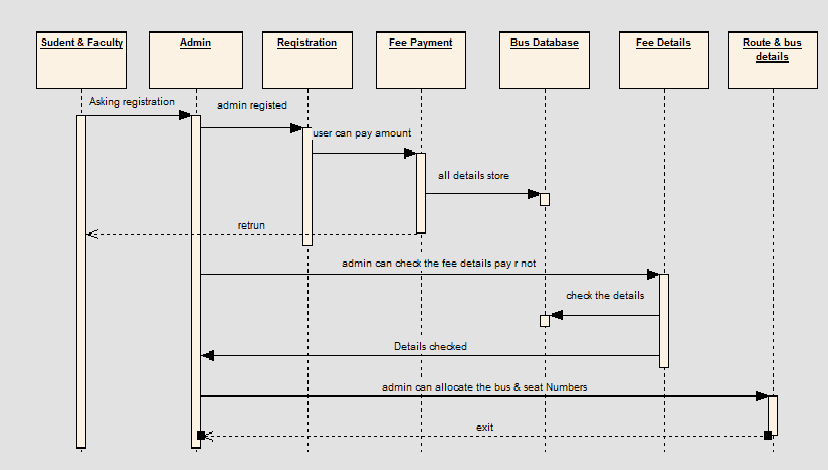 Sudent & Faculty
Admin
Registration
Fee Payment
Bus Database
Fee Details
Route & bus
details
Asking registration
admin registed
user can pay amount
all details store
retrun
admin can check the fee details pay r not
check the details
Details checked
admin can allocate the bus & seat Numbers
exit